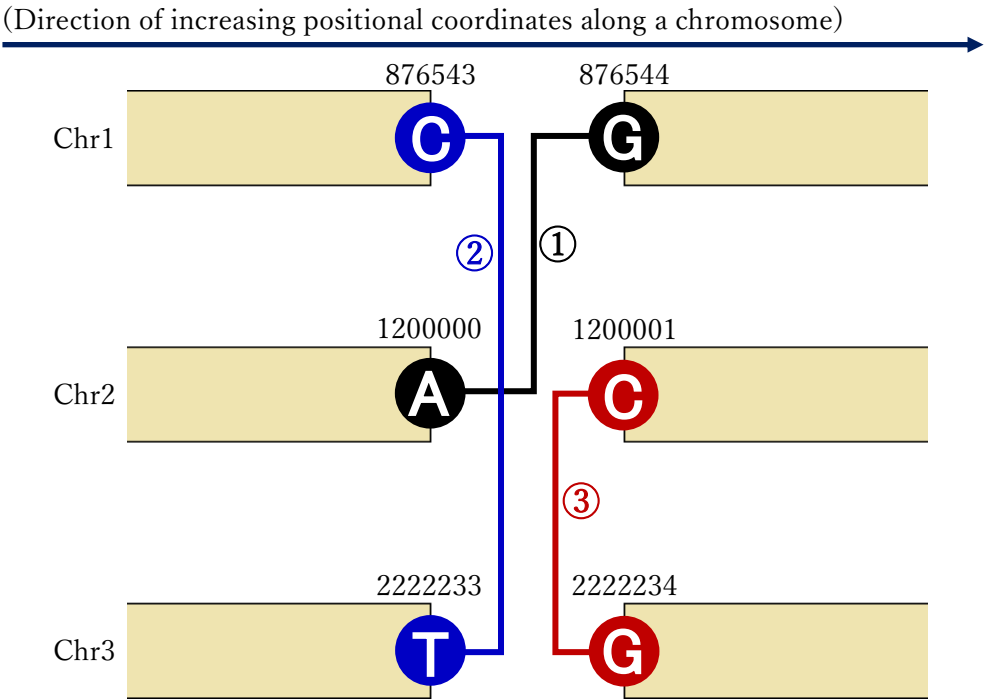 (Direction of increasing positional coordinates along a chromosome)
876543 876544
Chr1 C G
② ①
1200000 1200001
Chr2 A C
③
2222233 2222234
Chr3 T G